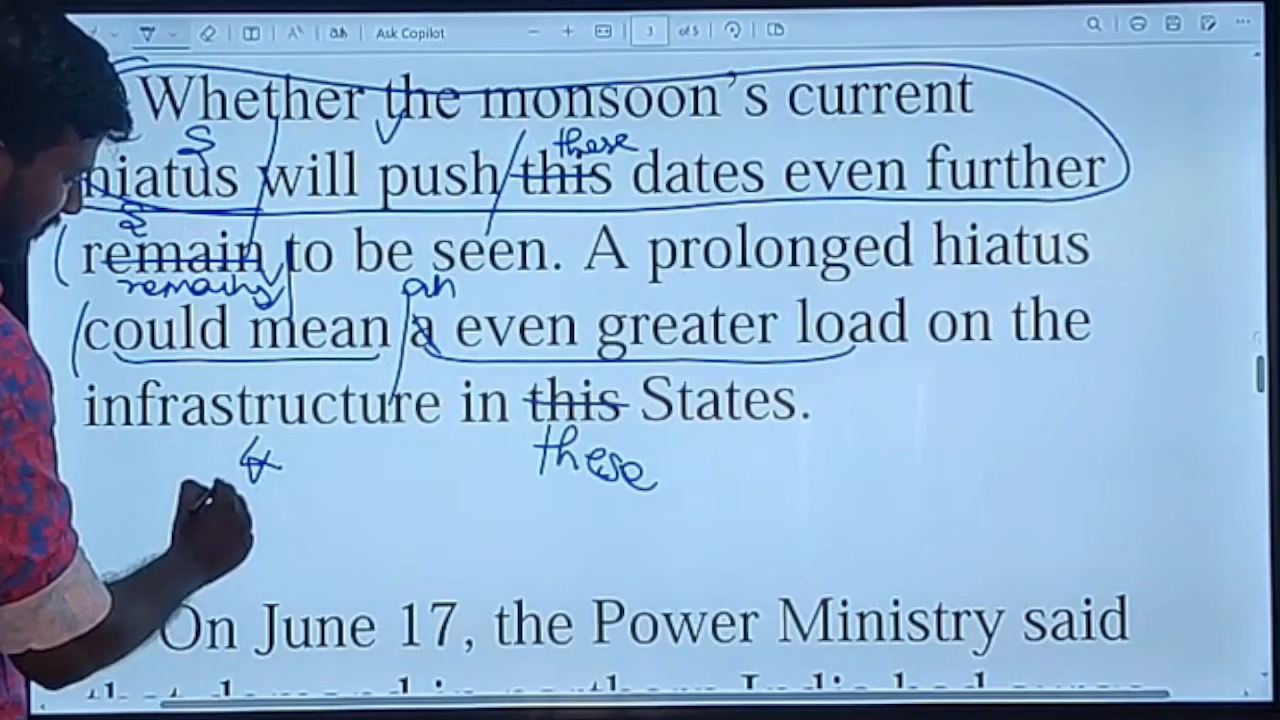 Ask Copilot
3 of 5
Whether the monsoon's current
S these
hiatus will push this dates even further
S
remain to be seen. A prolonged hiatus
remains an
could mean a even greater load on the
infrastructure in this States.
these
On June 17, the Power Ministry said